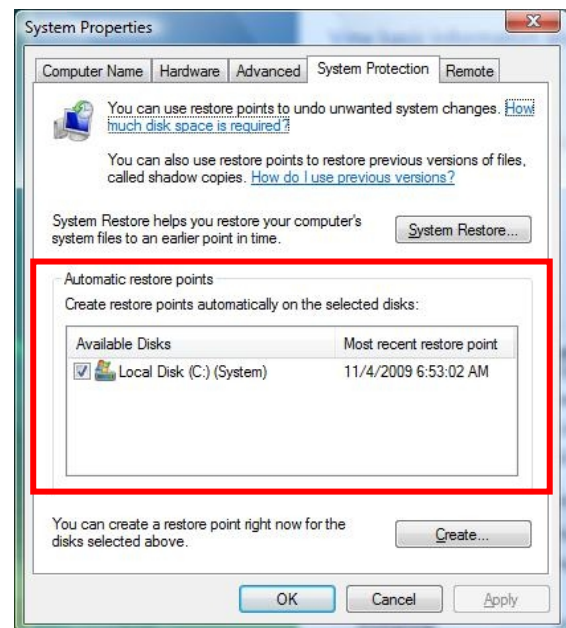 System Properties
Computer Name Hardware Advanced System Protection Remote
You can use restore points to undo unwanted system changes. How
much disk space is required?
You can also use restore points to restore previous versions of files,
called shadow copies. How do I use previous versions?
System Restore helps you restore your computer's
system files to an earlier point in time.
System Restore...
Automatic restore points
Create restore points automatically on the selected disks:
Available Disks Most recent restore point
Local Disk (C:) (System) 11/4/2009 6:53:02 AM
You can create a restore point right now for the
disks selected above.
Create...
OK Cancel Apply